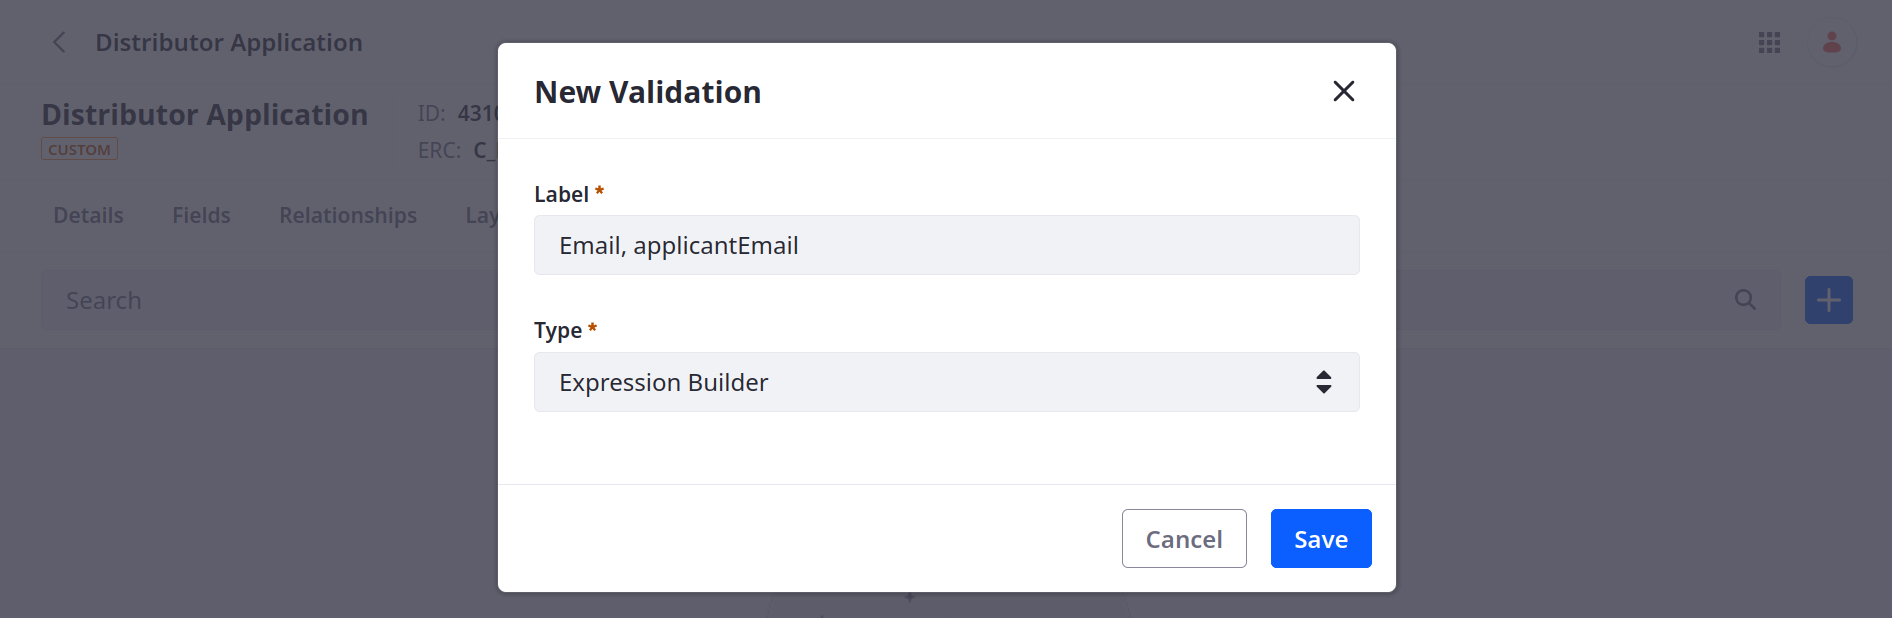 Distributor Application
Distributor Application
ID: 4310
CUSTOM
ERC: C_
Details Fields Relationships Lay
Search
New Validation
Label *
Email, applicantEmail
Type *
Expression Builder
Cancel Save